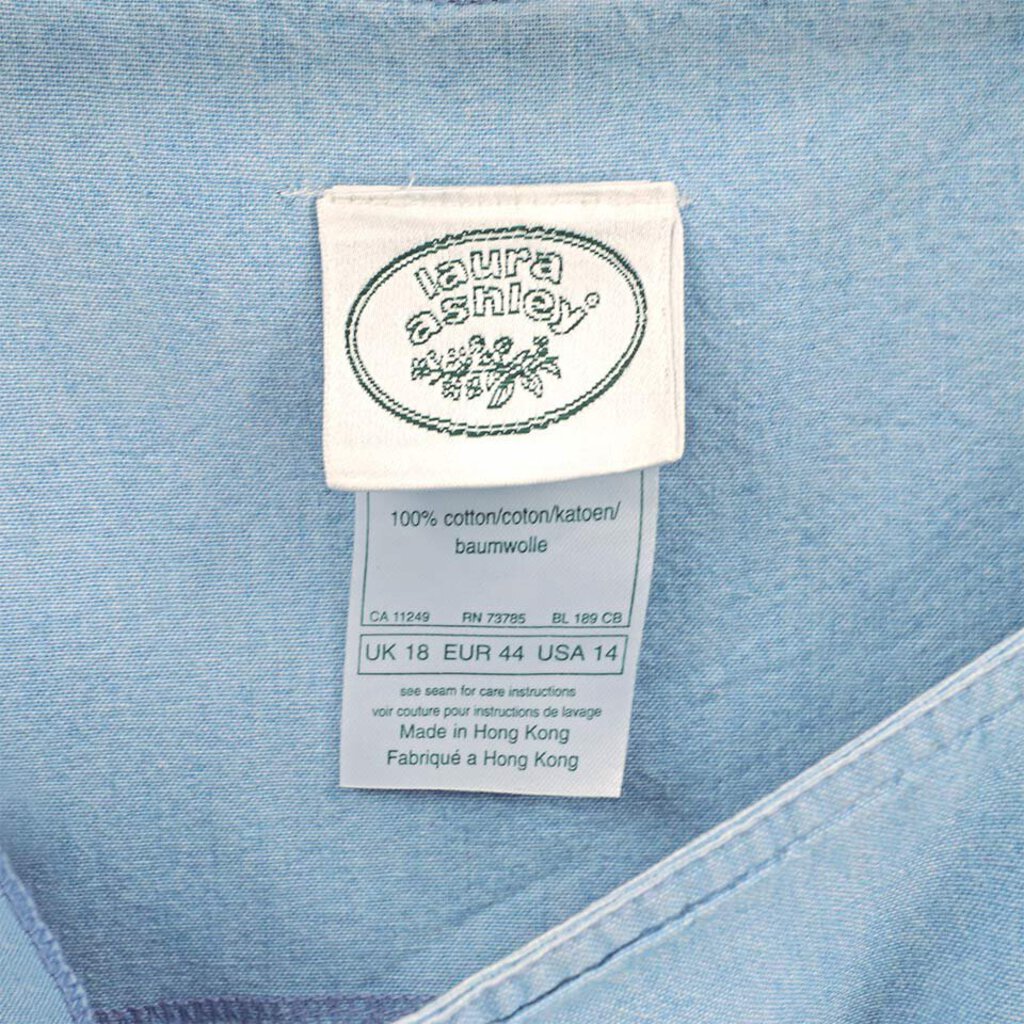 laura
ashley®
100% cotton/coton/katoen/
baumwolle
CA 11249 RN 73785 BL 189 CB
UK 18 EUR 44 USA 14
see seam for care instructions
voir couture pour instructions de lavage
Made in Hong Kong
Fabriqué a Hong Kong